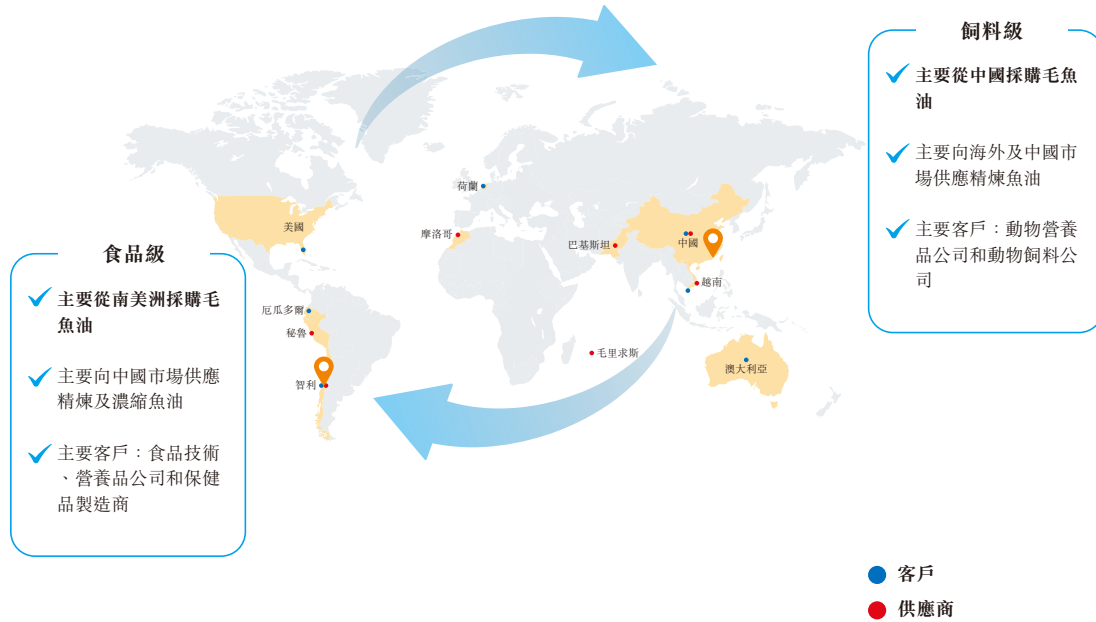 飼料級
主要從中國採購毛魚
油
主要向海外及中國市
場供應精煉魚油
主要客戶：動物營養
品公司和動物飼料公
司
荷蘭
美國
摩洛哥
巴基斯坦
中國
越南
食品級
主要從南美洲採購毛
魚油
主要向中國市場供應
精煉及濃縮魚油
主要客戶：食品技術
、營養品公司和保健
品製造商
厄瓜多爾
秘魯
毛里求斯
智利
澳大利亞
客戶
供應商